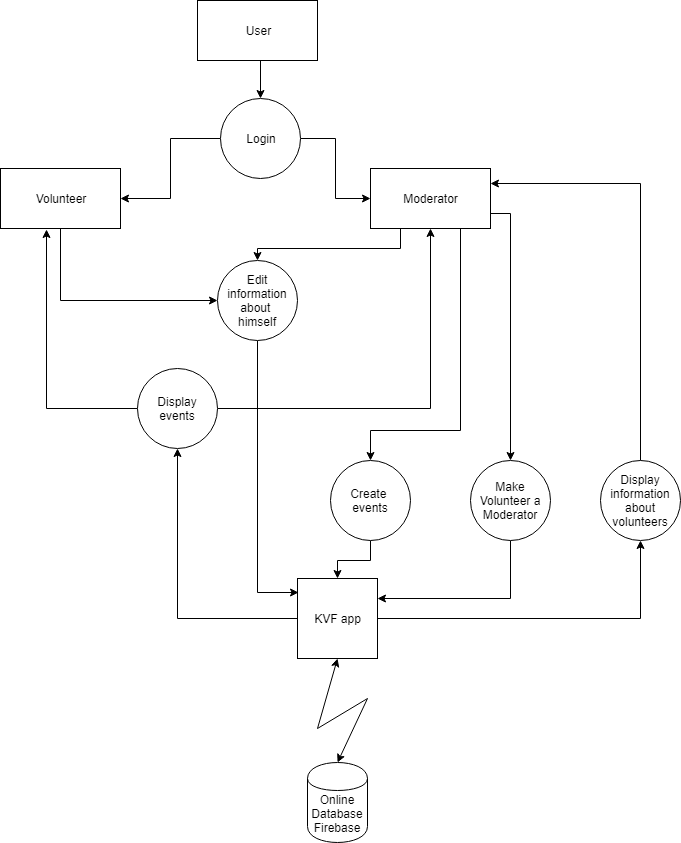 User
Login
Volunteer
Moderator
Edit
information
about
himself
Display
events
Create
events
Make
Volunteer a
Moderator
Display
information
about
volunteers
KVF app
Online
Database
Firebase